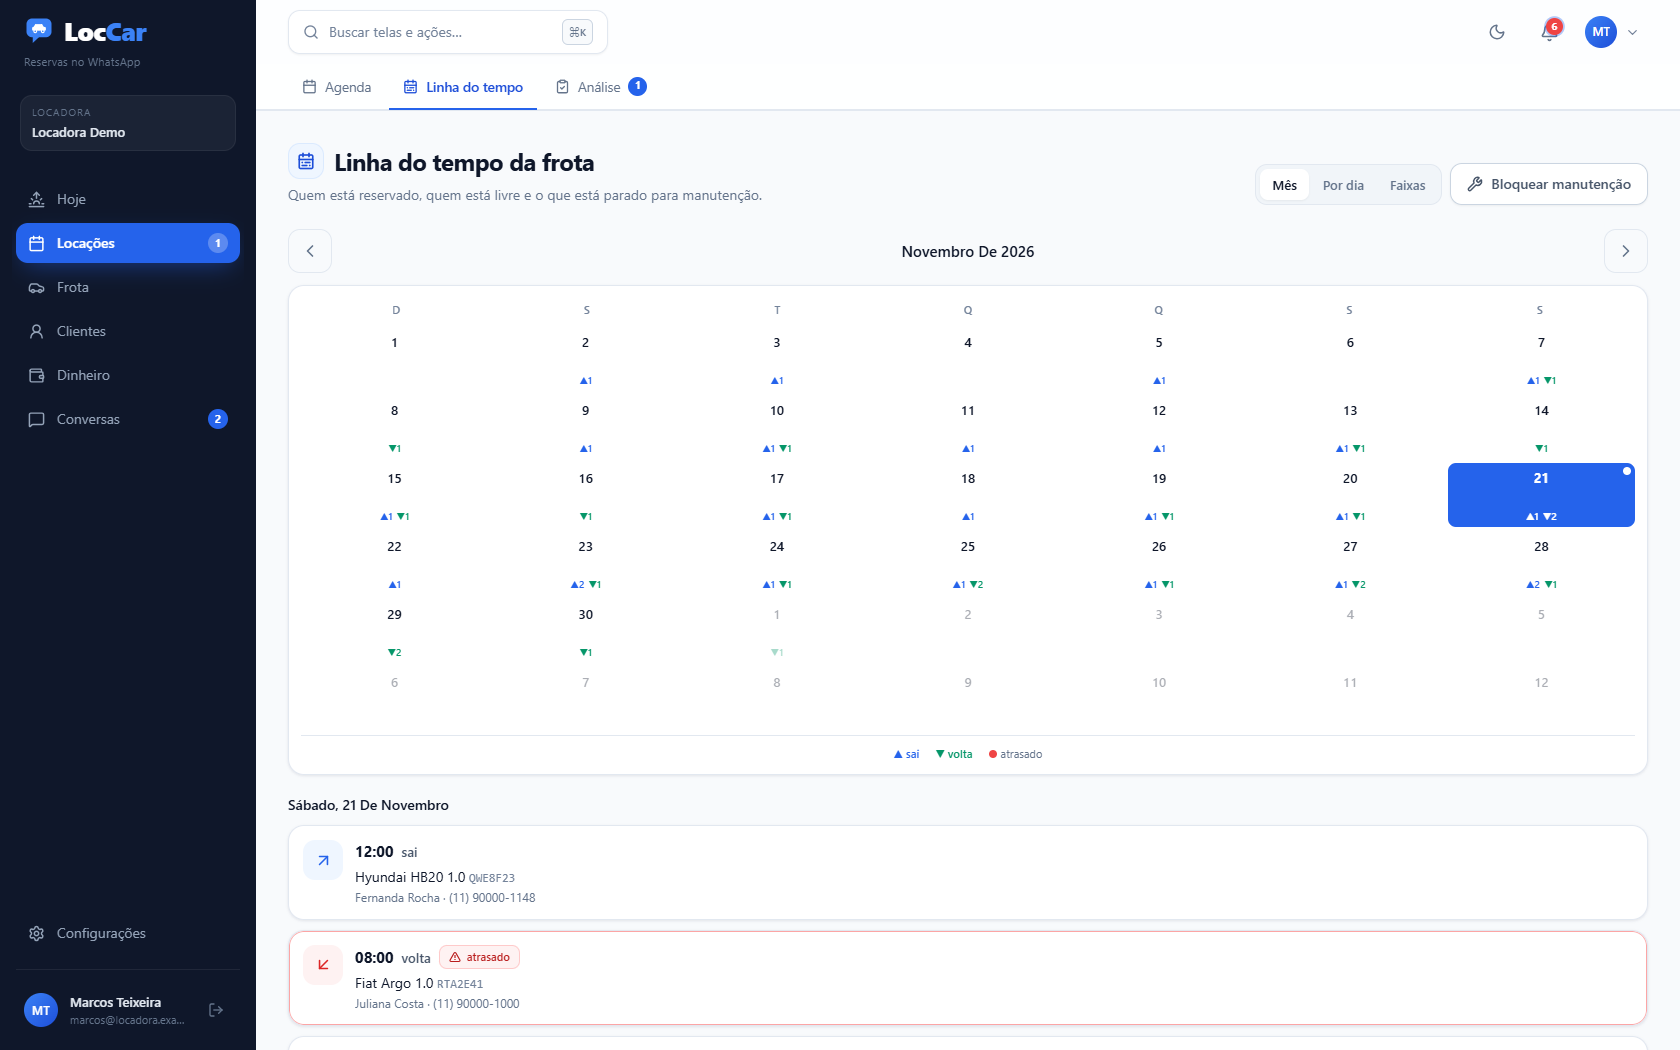 LocCar
Reservas no WhatsApp
LOCADORA
Locadora Demo
Hoje
Locações 1
Frota
Clientes
Dinheiro
Conversas 2
Configurações
MT Marcos Teixeira
marcos@locadora.exa...
Buscar telas e ações... ⌘K
6 MT
Agenda Linha do tempo Análise 1
Linha do tempo da frota
Quem está reservado, quem está livre e o que está parado para manutenção.
Mês Por dia Faixas Bloquear manutenção
Novembro De 2026
D S T Q Q S S
1 2 3 4 5 6 7
▲1 ▲1 ▲1 ▲1 ▼1
8 9 10 11 12 13 14
▼1 ▲1 ▲1 ▼1 ▲1 ▲1 ▲1 ▼1 ▼1
15 16 17 18 19 20 21
▲1 ▼1 ▼1 ▲1 ▼1 ▲1 ▲1 ▼1 ▲1 ▼1 ▲1 ▼2
22 23 24 25 26 27 28
▲1 ▲2 ▼1 ▲1 ▼1 ▲1 ▼2 ▲1 ▼1 ▲1 ▼2 ▲2 ▼1
29 30 1 2 3 4 5
▼2 ▼1 ▼1
6 7 8 9 10 11 12
▲ sai ▼ volta ● atrasado
Sábado, 21 De Novembro
12:00 sai
Hyundai HB20 1.0 QWE8F23
Fernanda Rocha · (11) 90000-1148
08:00 volta atrasado
Fiat Argo 1.0 RTA2E41
Juliana Costa · (11) 90000-1000